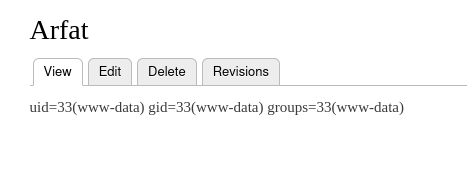 Arfat
View Edit Delete Revisions
uid=33(www-data) gid=33(www-data) groups=33(www-data)